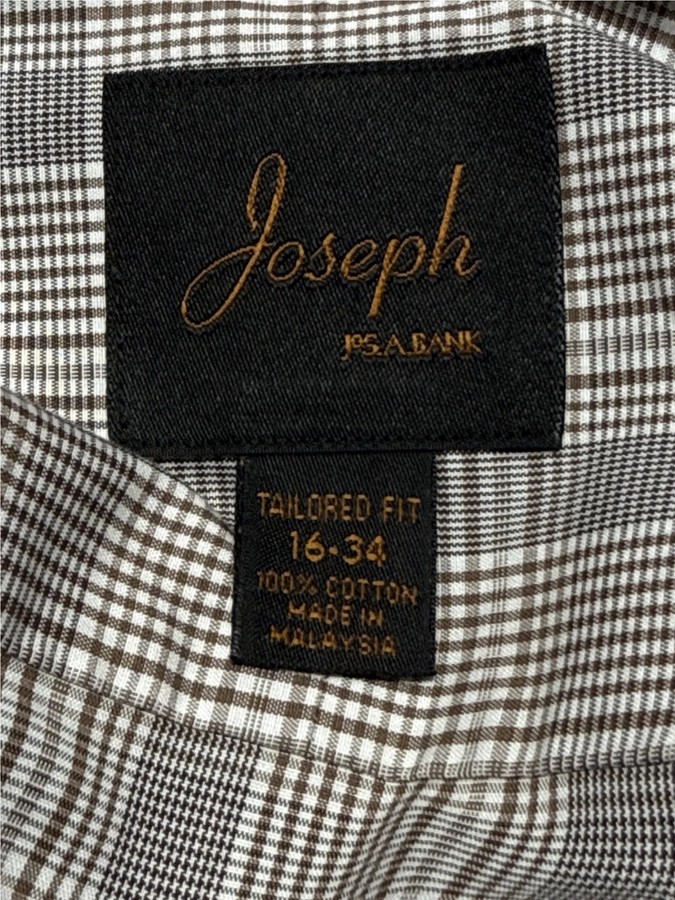 Joseph
JoS.A.BANK
TAILORED FIT
16·34
100% COTTON
MADE IN
MALAYSIA